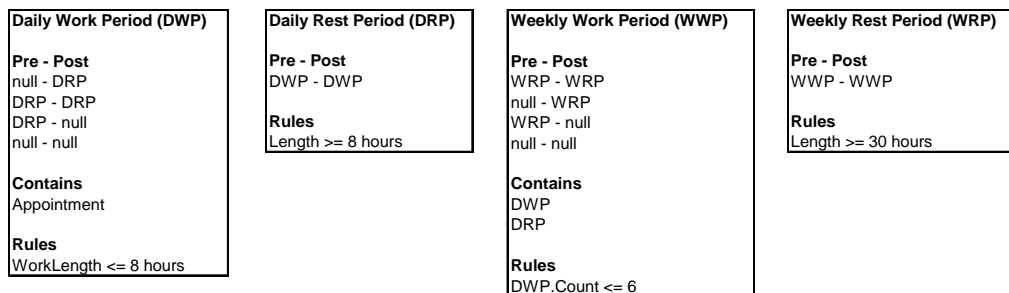 Daily Work Period (DWP)
Pre - Post
null - DRP
DRP - DRP
DRP - null
null - null
Contains
Appointment
Rules
WorkLength <= 8 hours
Daily Rest Period (DRP)
Pre - Post
DWP - DWP
Rules
Length >= 8 hours
Weekly Work Period (WWP)
Pre - Post
WRP - WRP
null - WRP
WRP - null
null - null
Contains
DWP
DRP
Rules
DWP.Count <= 6
Weekly Rest Period (WRP)
Pre - Post
WWP - WWP
Rules
Length >= 30 hours